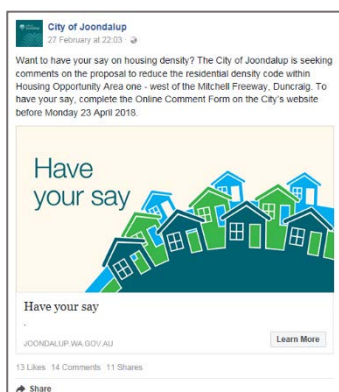 City of Joondalup
27 February at 22:03 ·
Want to have your say on housing density? The City of Joondalup is seeking
comments on the proposal to reduce the residential density code within
Housing Opportunity Area one - west of the Mitchell Freeway, Duncraig. To
have your say, complete the Online Comment Form on the City's website
before Monday 23 April 2018.
Have
your say
Have your say
.
JOONDALUP.WA.GOV.AU
Learn More
13 Likes 14 Comments 11 Shares
Share